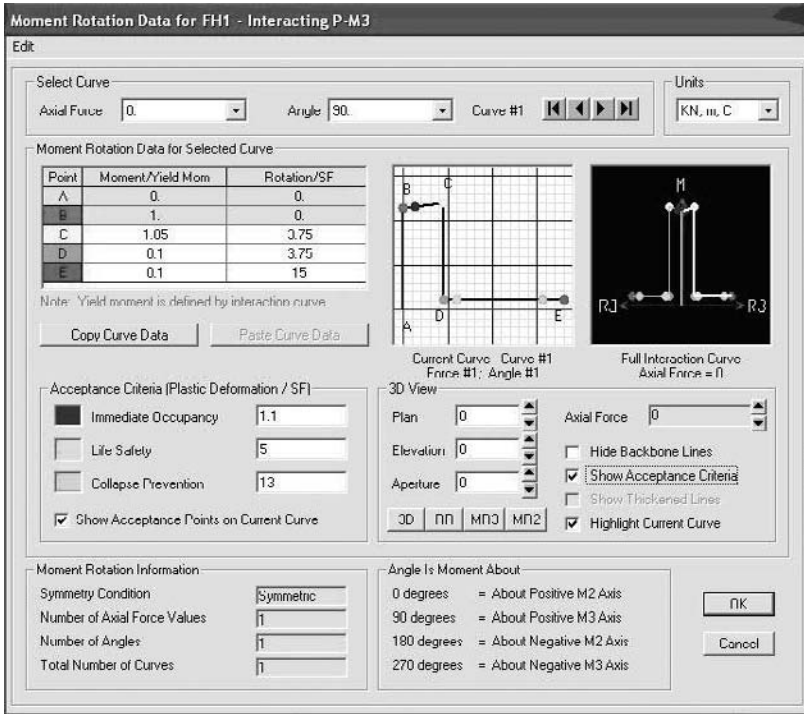 Moment Rotation Data for FH1 - Interacting P-M3
Edit
Select Curve
Axial Force 0. Angle 90. Curve #1
Units
KN, m, C
Moment Rotation Data for Selected Curve
Point Moment/Yield Mom Rotation/SF
A 0. 0.
B 1. 0.
C 1.05 3.75
D 0.1 3.75
E 0.1 15
Note: Yield moment is defined by interaction curve
Copy Curve Data Paste Curve Data
B C
A D E
Current Curve - Curve #1
Force #1; Angle #1
M
R3 R3
Full Interaction Curve
Axial Force = 0
Acceptance Criteria (Plastic Deformation / SF)
Immediate Occupancy 1.1
Life Safety 5
Collapse Prevention 13
Show Acceptance Points on Current Curve
3D View
Plan 0
Elevation 0
Aperture 0
3D RR MR3 MR2
Axial Force 0
Hide Backbone Lines
Show Acceptance Criteria
Show Thickened Lines
Highlight Current Curve
Moment Rotation Information
Symmetry Condition Symmetric
Number of Axial Force Values 1
Number of Angles 1
Total Number of Curves 1
Angle Is Moment About
0 degrees = About Positive M2 Axis
90 degrees = About Positive M3 Axis
180 degrees = About Negative M2 Axis
270 degrees = About Negative M3 Axis
OK
Cancel